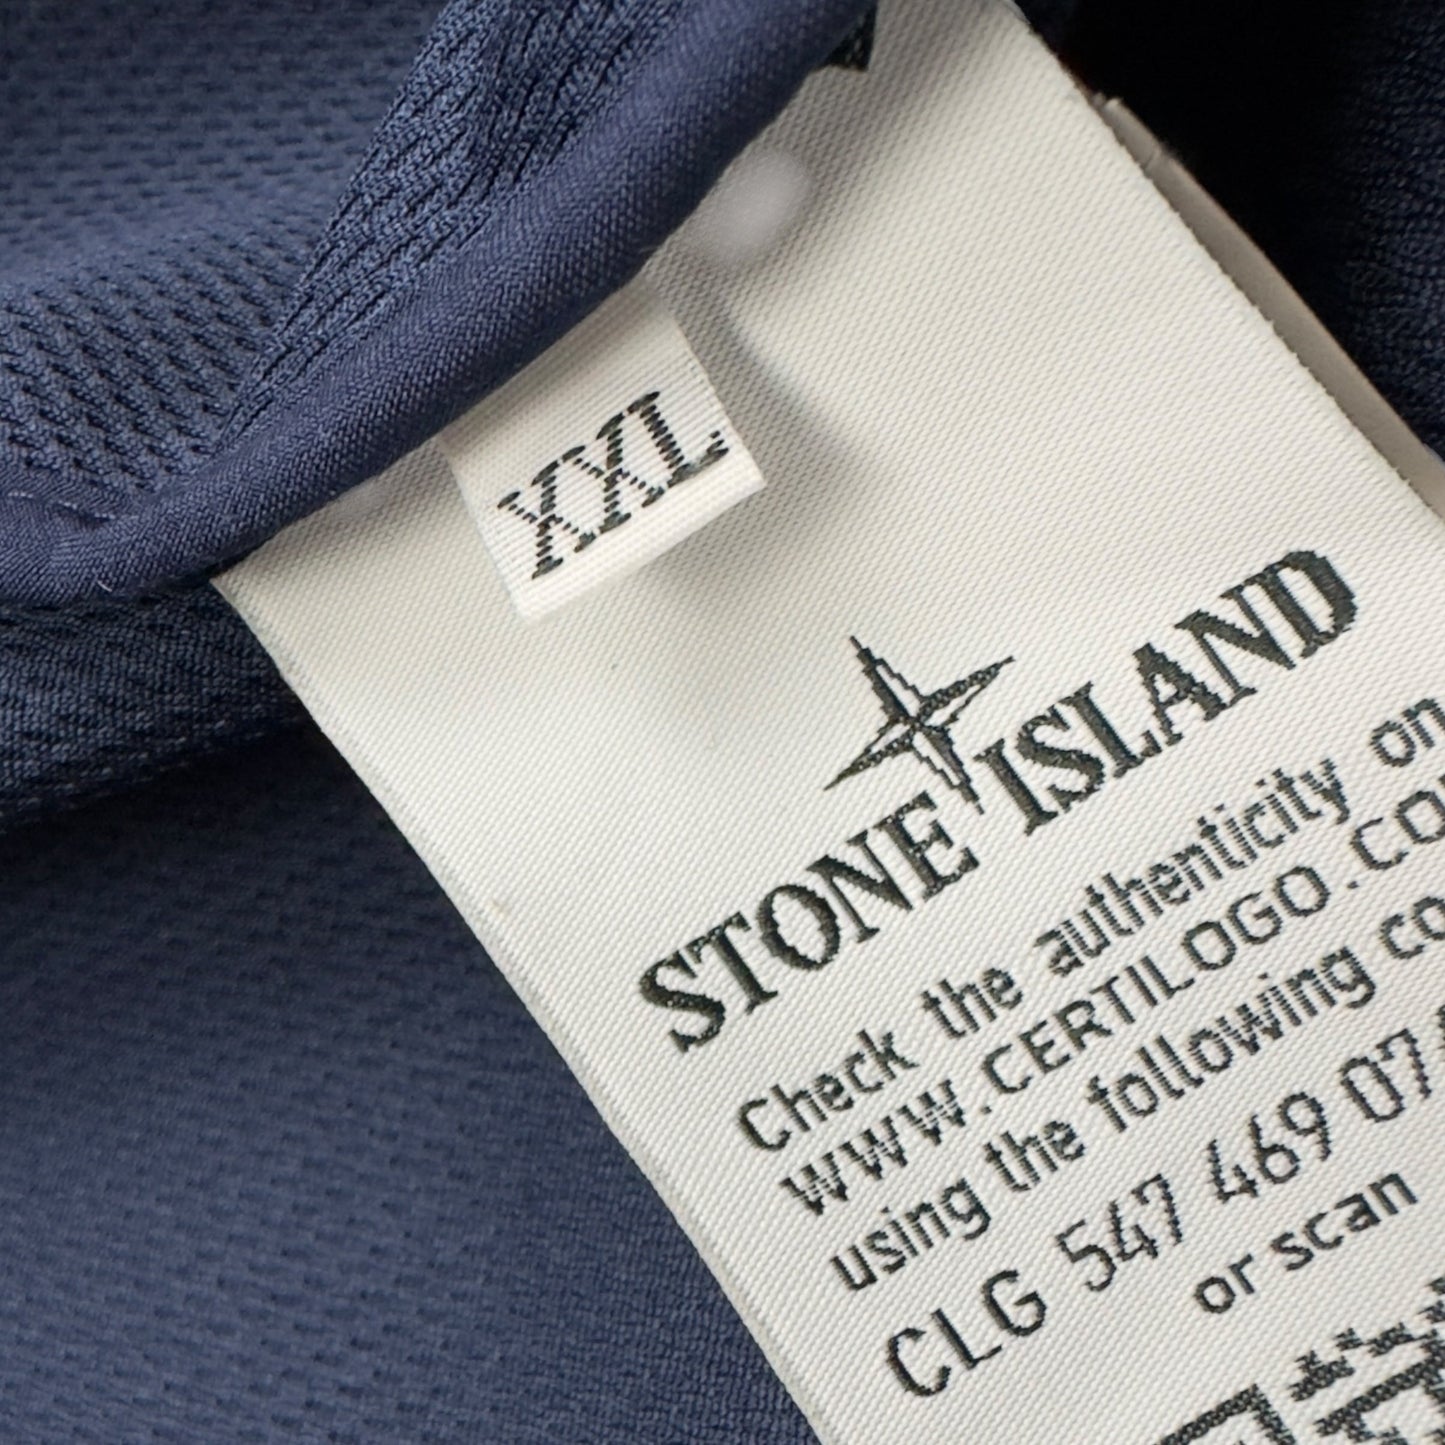 XXL
STONE ISLAND
Check the authenticity on
WWW.CERTILOGO.CO
using the following co
CLG 547 469 07
or scan